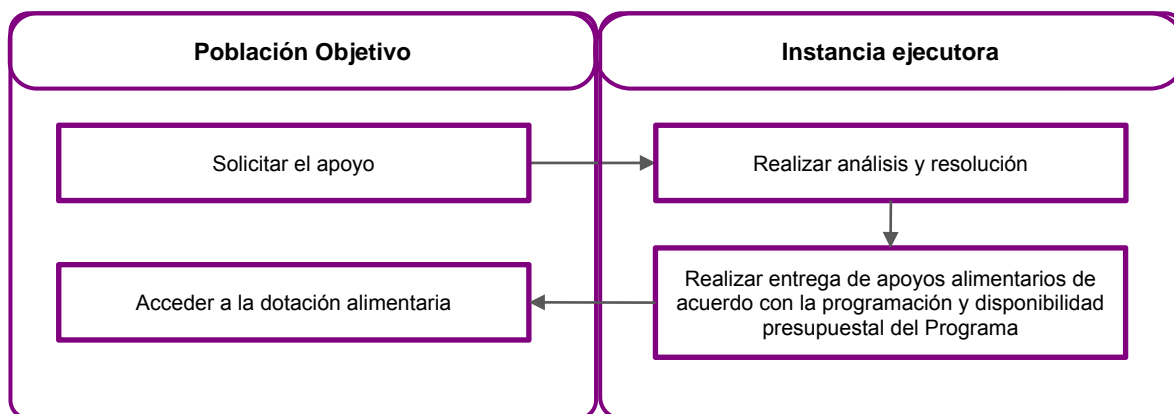 Población Objetivo
Instancia ejecutora
Solicitar el apoyo
Realizar análisis y resolución
Realizar entrega de apoyos alimentarios de
acuerdo con la programación y disponibilidad
presupuestal del Programa
Acceder a la dotación alimentaria